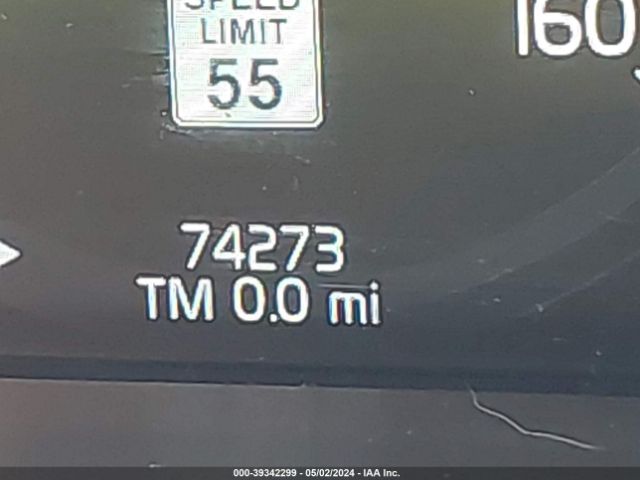 SPEED
LIMIT
55
160
74273
TM 0.0 mi
000-39342299 - 05/02/2024 - IAA Inc.